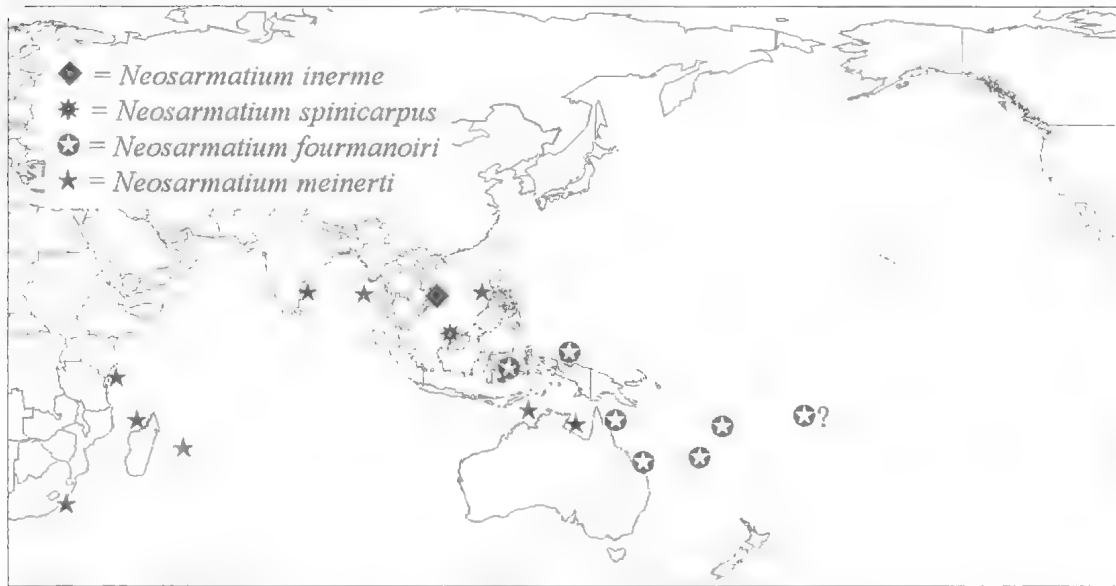 ◆ = Neosarmatium inerme
✷ = Neosarmatium spinicarpus
✪ = Neosarmatium fourmanoiri
★ = Neosarmatium meinerti
?